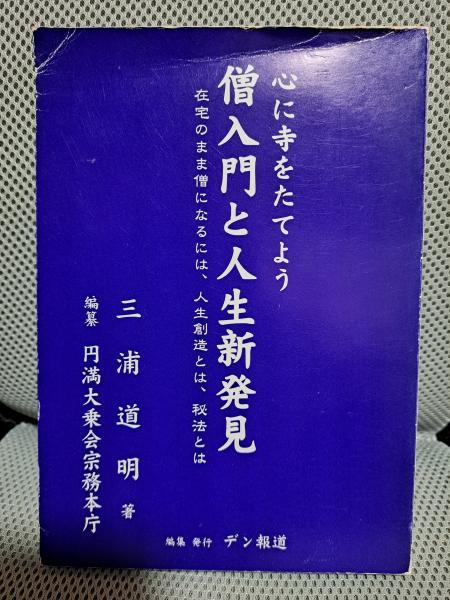 心に寺をたてよう
僧入門と人生新発見
在宅のまま僧になるには、人生創造とは、秘法とは
三浦道明 著
編纂 円満大乗会宗務本庁
編集 発行 デン報道